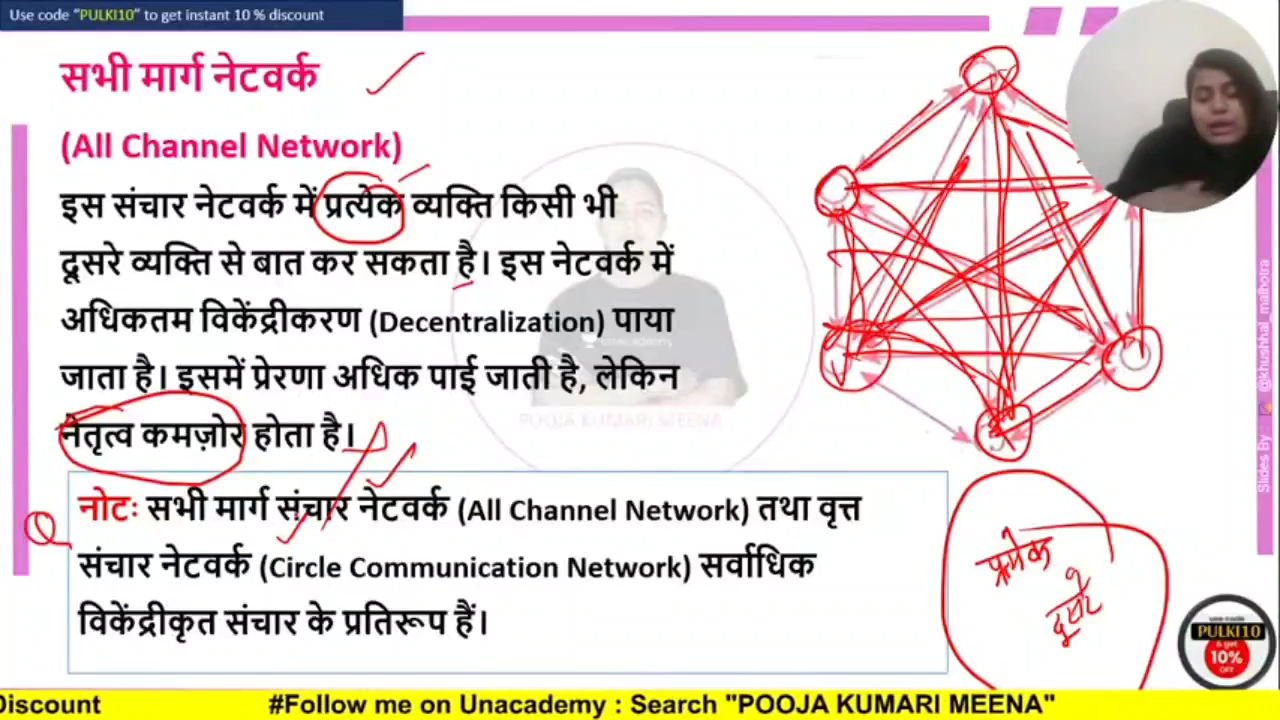 Use code “PULKI10” to get instant 10 % discount
सभी मार्ग नेटवर्क
(All Channel Network)
इस संचार नेटवर्क में प्रत्येक व्यक्ति किसी भी
दूसरे व्यक्ति से बात कर सकता है। इस नेटवर्क में
अधिकतम विकेंद्रीकरण (Decentralization) पाया
जाता है। इसमें प्रेरणा अधिक पाई जाती है, लेकिन
नेतृत्व कमज़ोर होता है।
POOJA KUMARI MEENA
नोटः सभी मार्ग संचार नेटवर्क (All Channel Network) तथा वृत्त
संचार नेटवर्क (Circle Communication Network) सर्वाधिक
विकेंद्रीकृत संचार के प्रतिरूप हैं।
Q
प्रत्येक
दूसरे
Slides By : @khushhal_malhotra
use code
PULKI10
& get
10%
OFF
Discount #Follow me on Unacademy : Search "POOJA KUMARI MEENA"